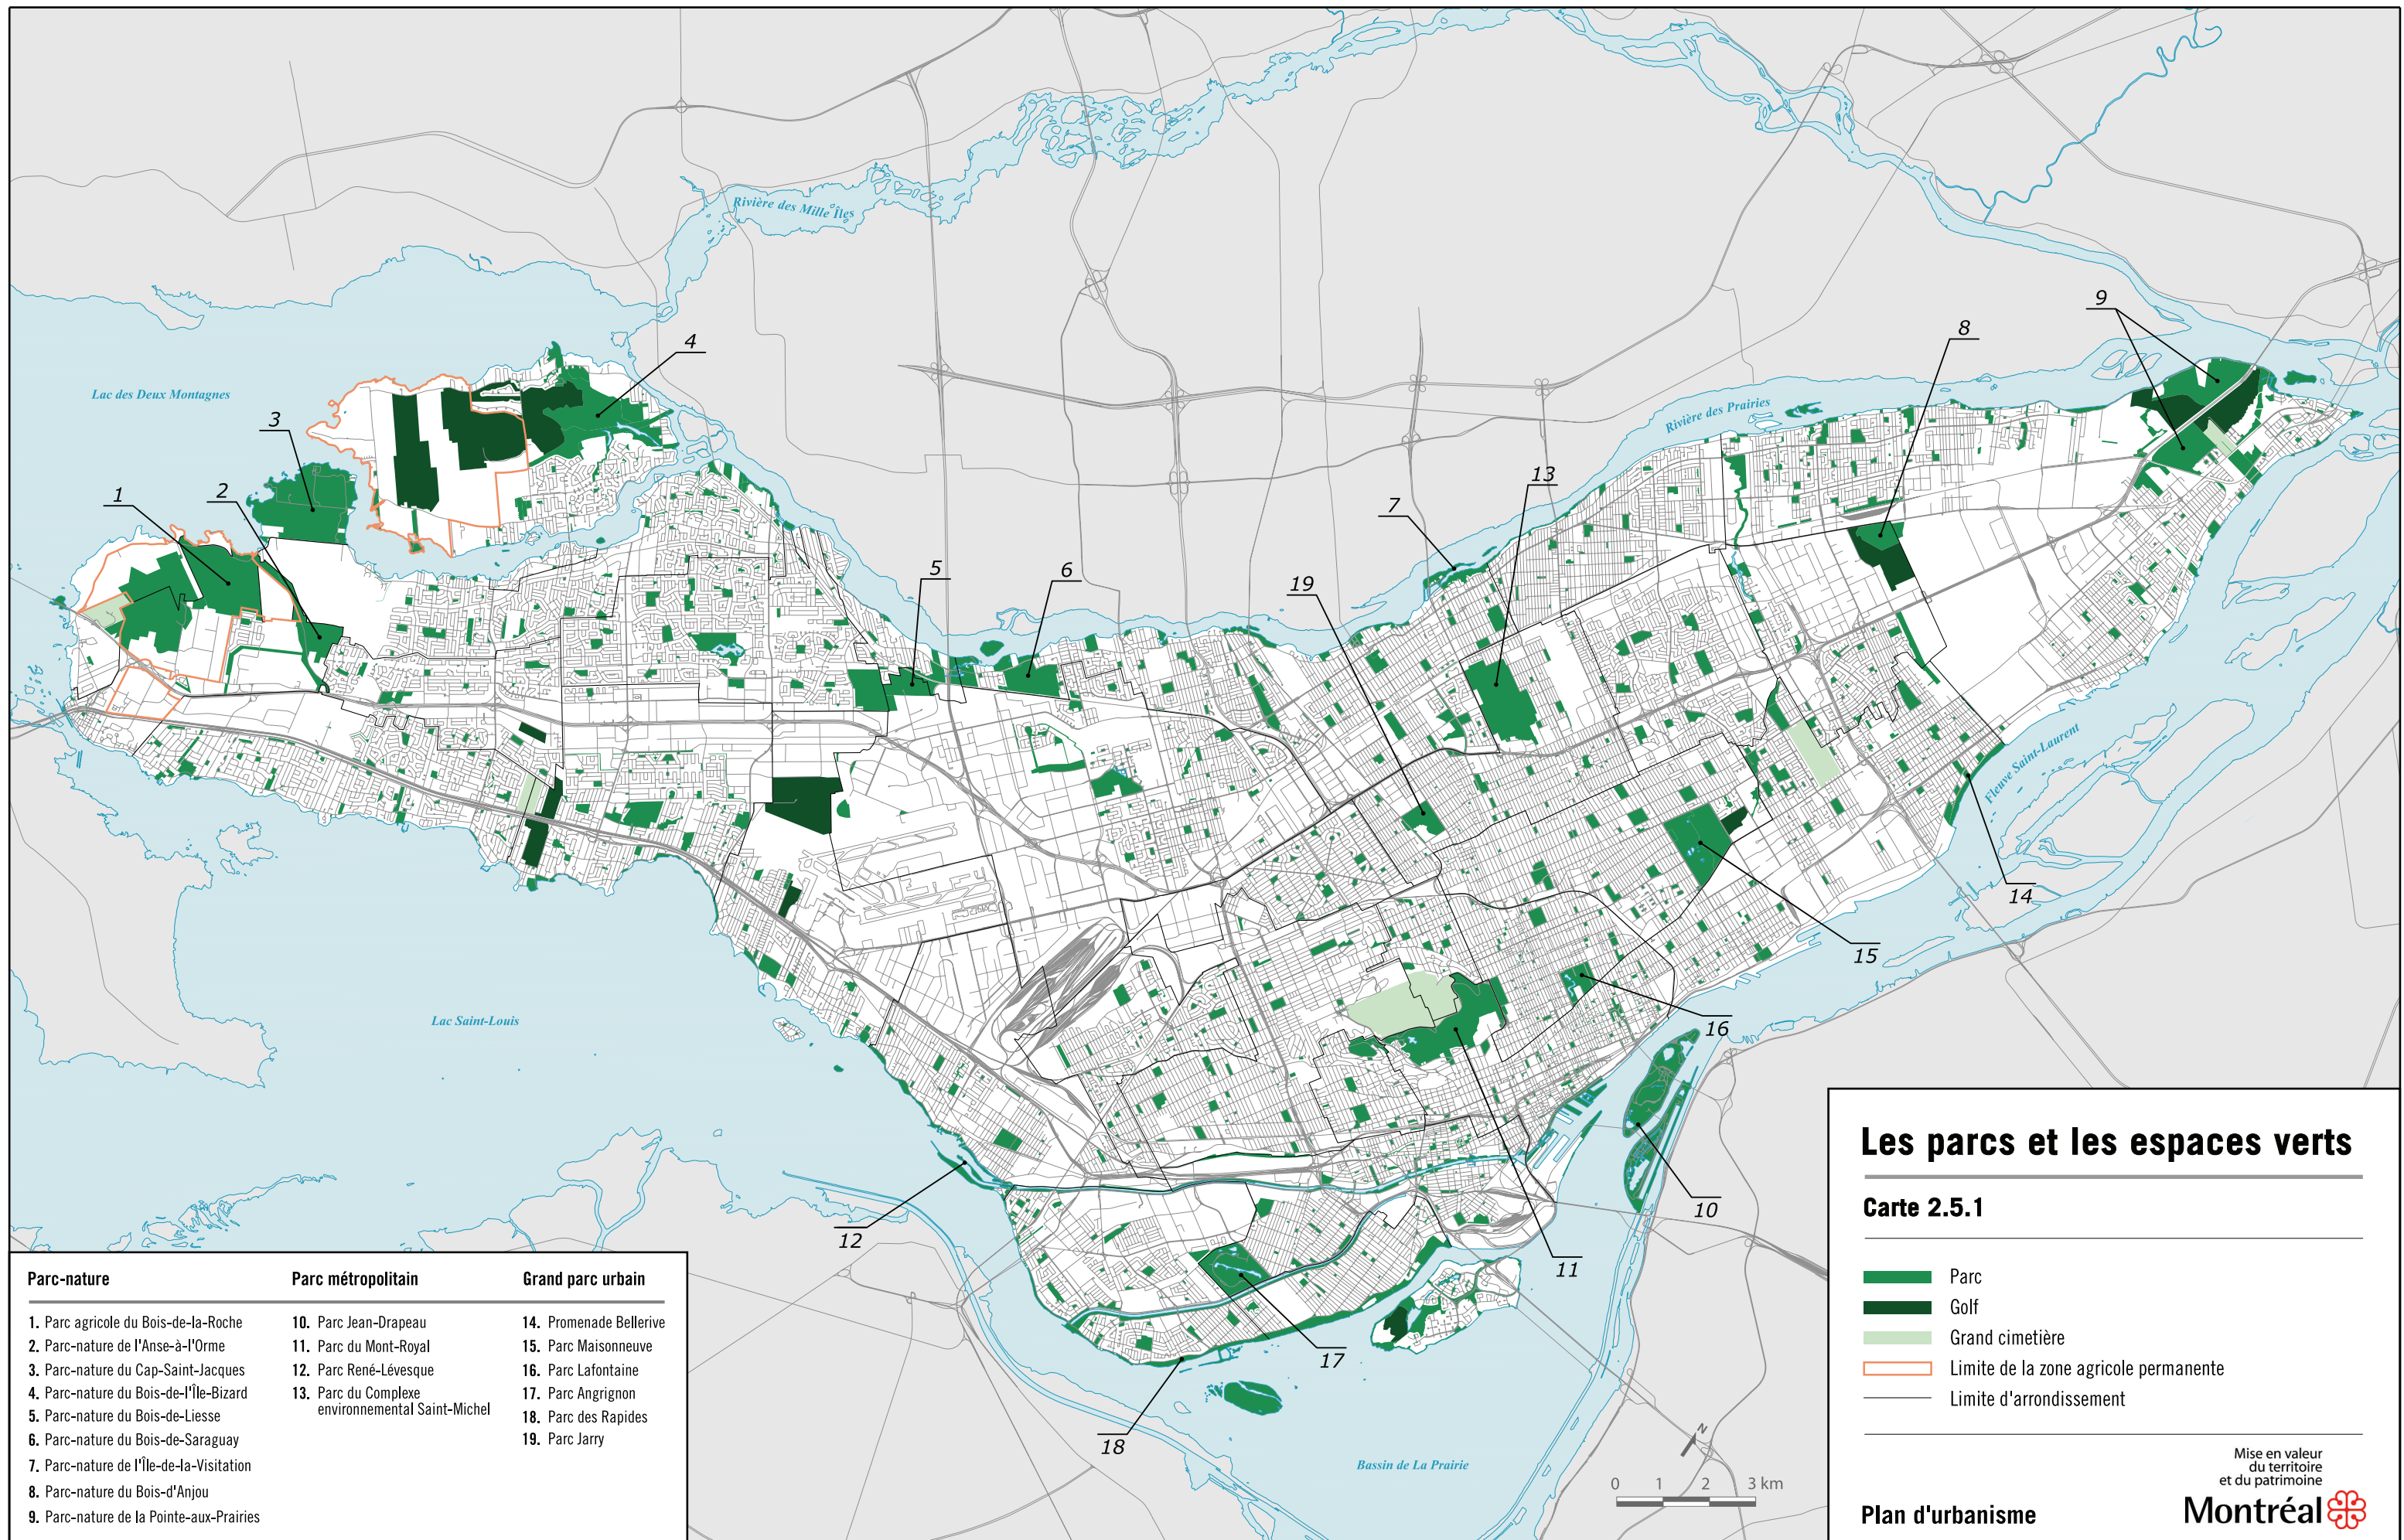 Rivière des Mille Îles
Lac des Deux Montagnes
Rivière des Prairies
Fleuve Saint-Laurent
Lac Saint-Louis
Bassin de La Prairie
1
2
3
4
5
6
7
13
19
8
9
14
15
16
10
11
12
17
18
N
0 1 2 3 km
Parc-nature
1. Parc agricole du Bois-de-la-Roche
2. Parc-nature de l'Anse-à-l'Orme
3. Parc-nature du Cap-Saint-Jacques
4. Parc-nature du Bois-de-l'Île-Bizard
5. Parc-nature du Bois-de-Liesse
6. Parc-nature du Bois-de-Saraguay
7. Parc-nature de l'Île-de-la-Visitation
8. Parc-nature du Bois-d'Anjou
9. Parc-nature de la Pointe-aux-Prairies
Parc métropolitain
10. Parc Jean-Drapeau
11. Parc du Mont-Royal
12. Parc René-Lévesque
13. Parc du Complexe
environnemental Saint-Michel
Grand parc urbain
14. Promenade Bellerive
15. Parc Maisonneuve
16. Parc Lafontaine
17. Parc Angrignon
18. Parc des Rapides
19. Parc Jarry
Les parcs et les espaces verts
Carte 2.5.1
Parc
Golf
Grand cimetière
Limite de la zone agricole permanente
Limite d'arrondissement
Mise en valeur
du territoire
et du patrimoine
Plan d'urbanisme
Montréal